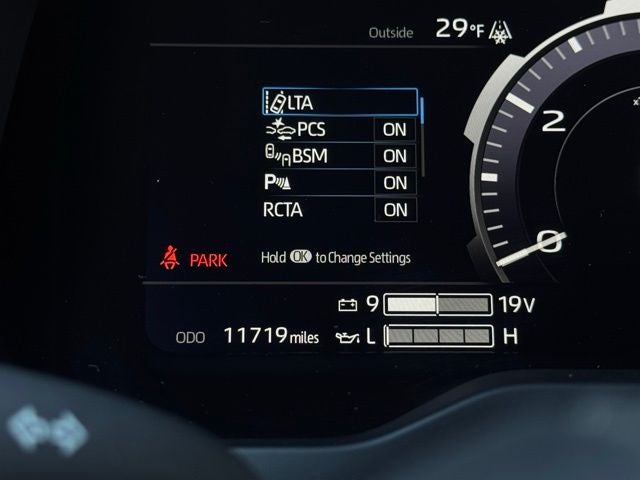 Outside 29°F
LTA
PCS ON
BSM ON
P ON
RCTA ON
2
0
PARK
Hold OK to Change Settings
9 19V
ODO 11719 miles L H